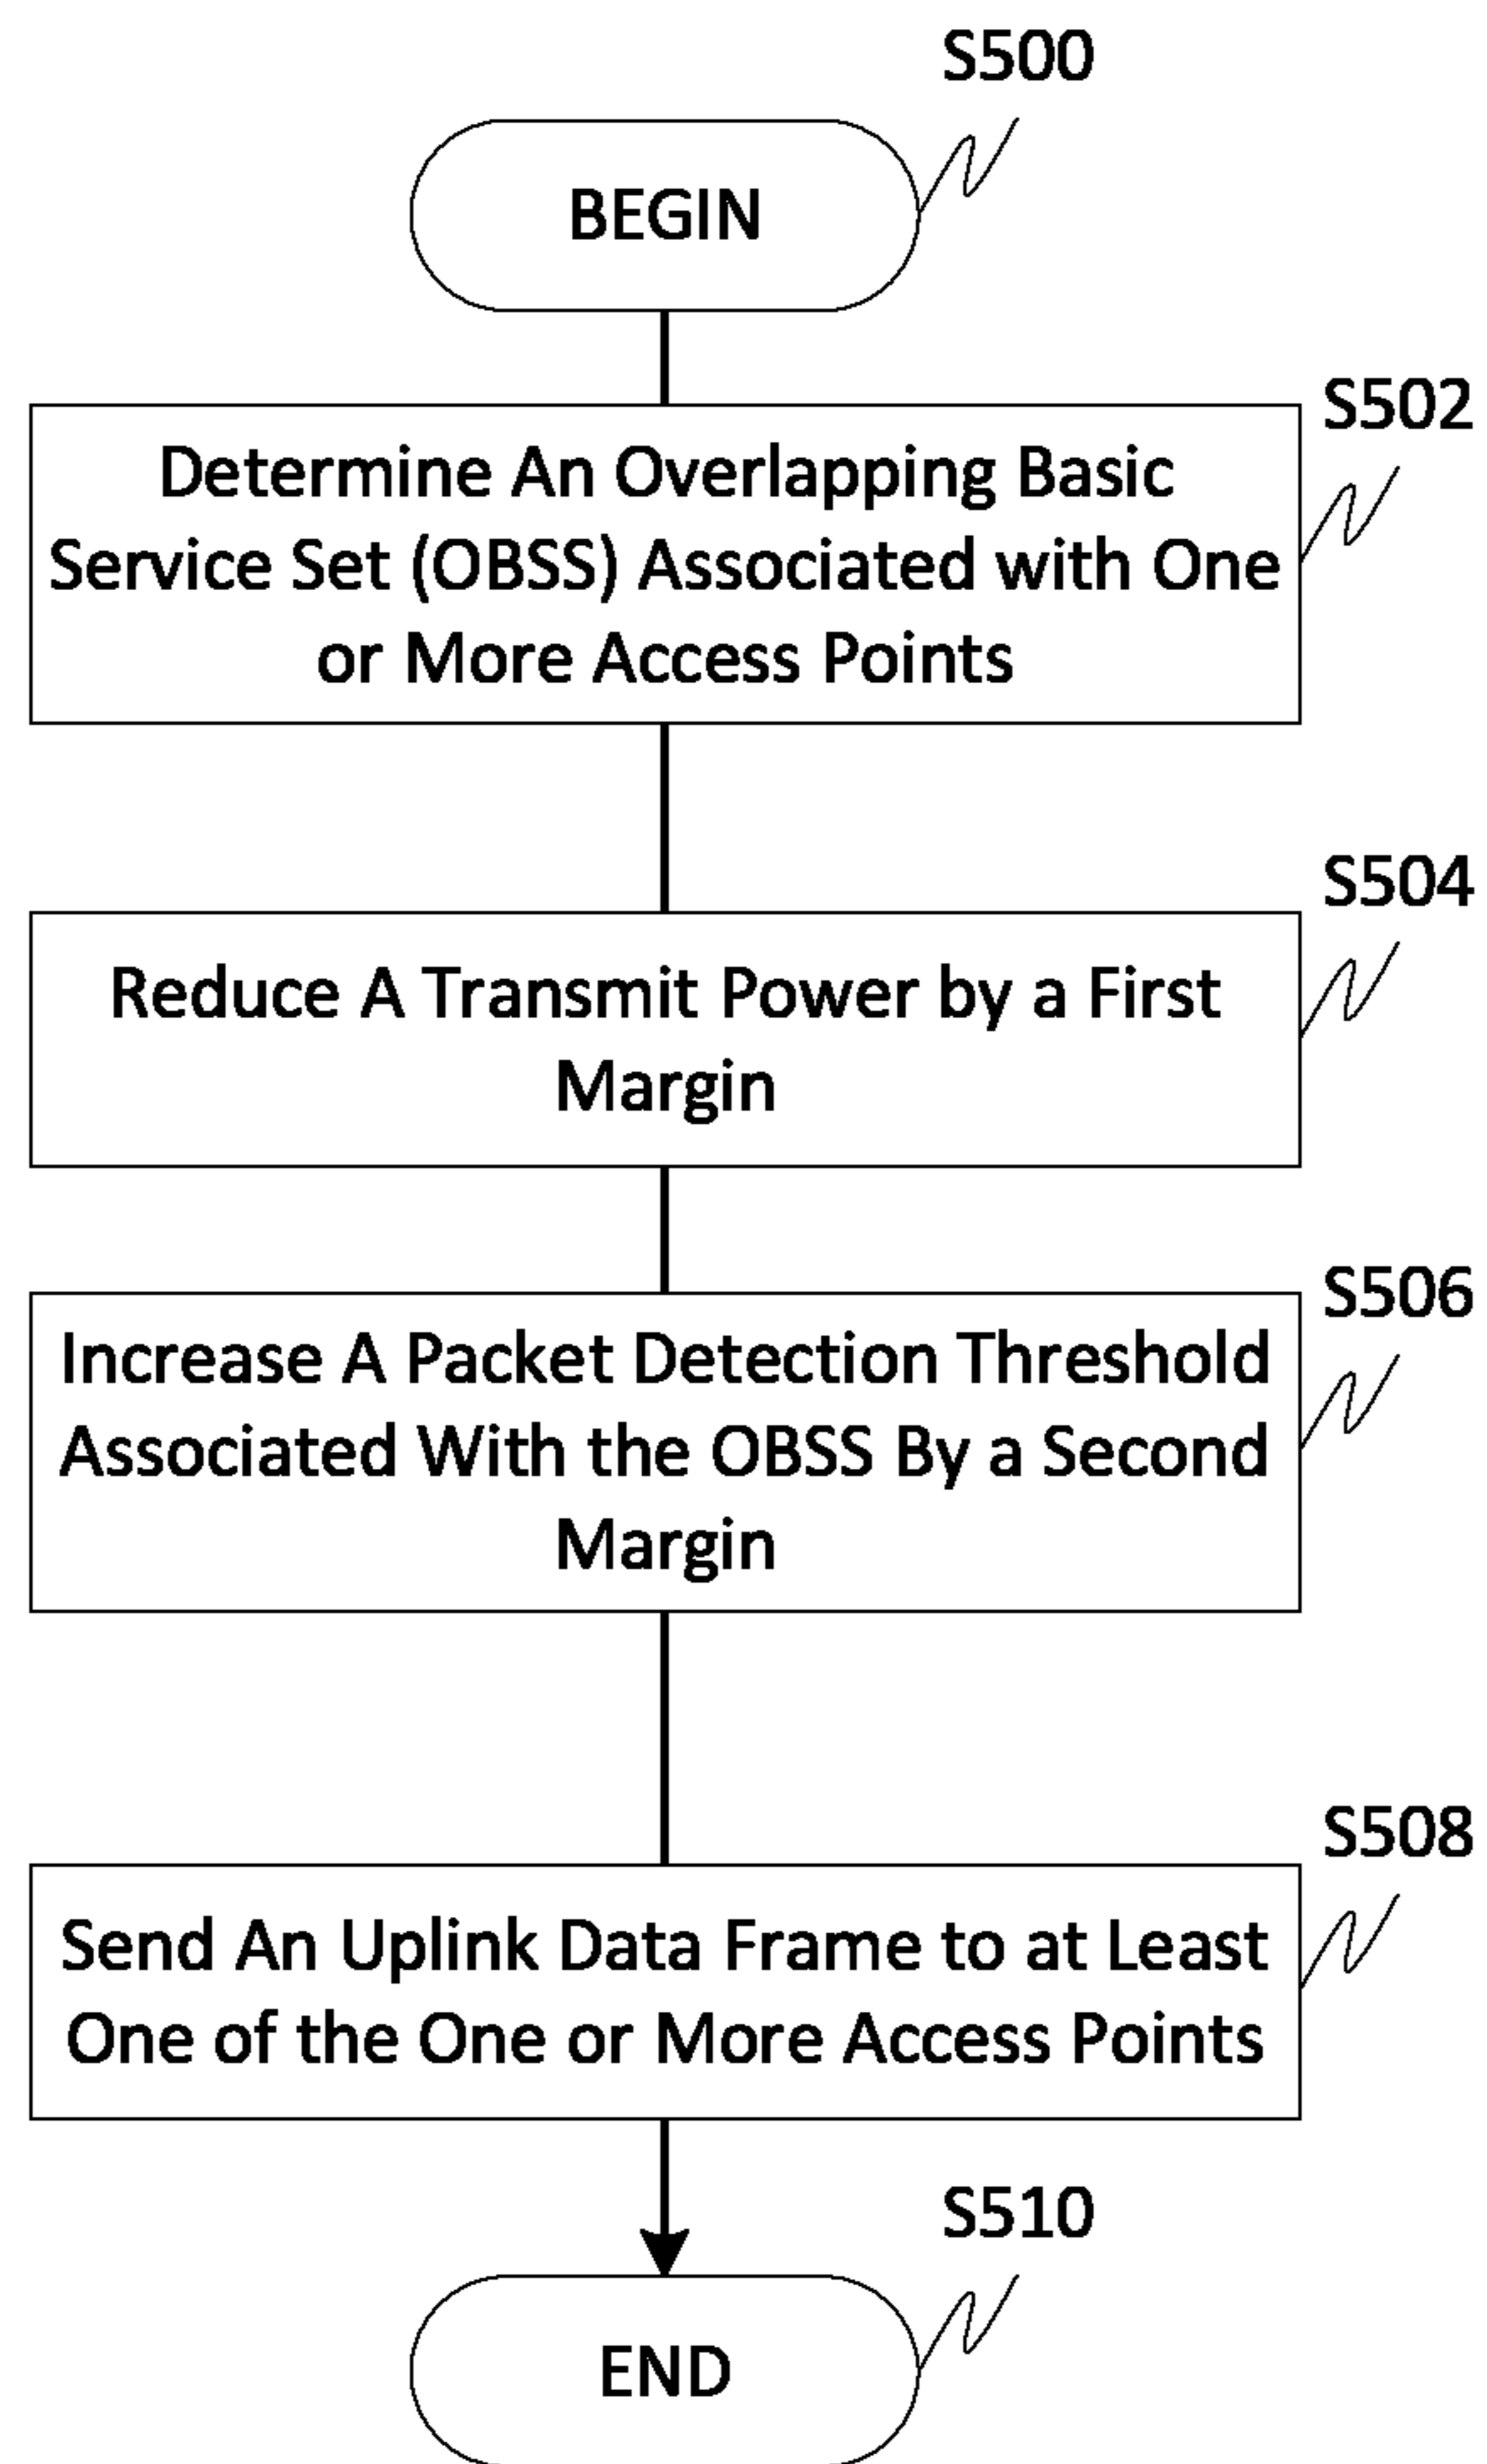 S500
BEGIN
S502
Determine An Overlapping Basic
Service Set (OBSS) Associated with One
or More Access Points
S504
Reduce A Transmit Power by a First
Margin
S506
Increase A Packet Detection Threshold
Associated With the OBSS By a Second
Margin
S508
Send An Uplink Data Frame to at Least
One of the One or More Access Points
S510
END